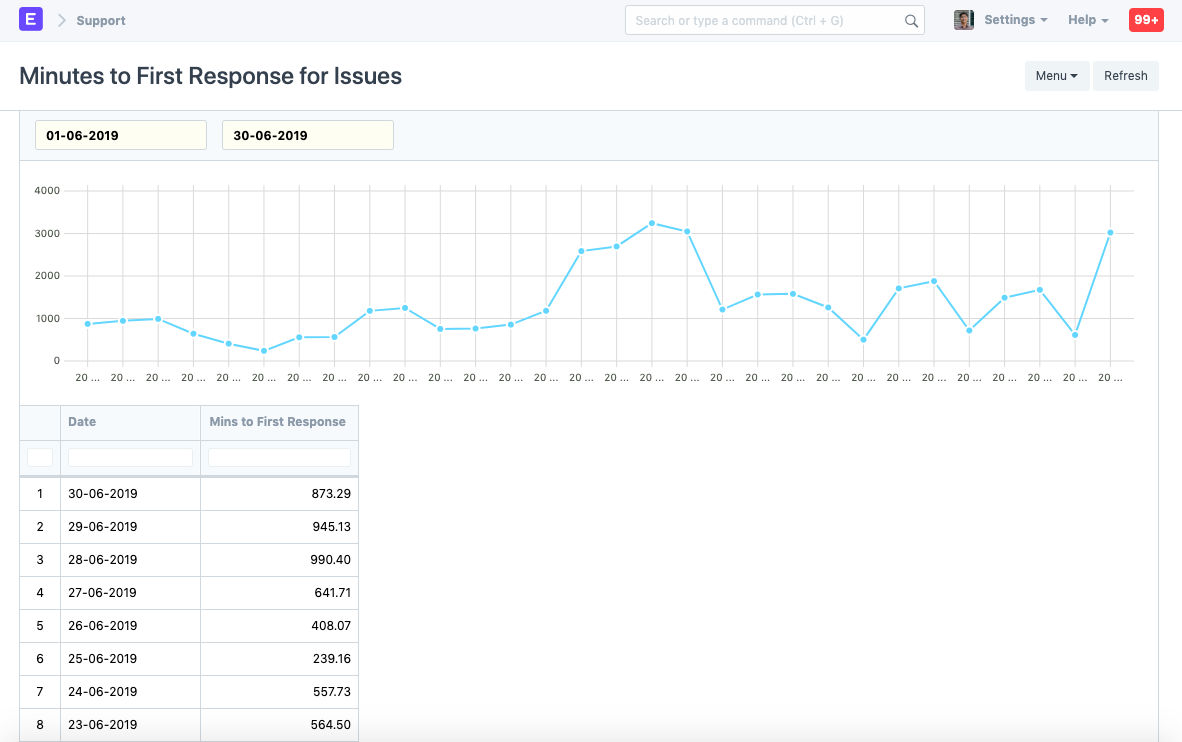 E Support Search or type a command (Ctrl + G) Settings Help 99+
Minutes to First Response for Issues Menu Refresh
01-06-2019 30-06-2019
4000
3000
2000
1000
0
20 ... 20 ... 20 ... 20 ... 20 ... 20 ... 20 ... 20 ... 20 ... 20 ... 20 ... 20 ... 20 ... 20 ... 20 ... 20 ... 20 ... 20 ... 20 ... 20 ... 20 ... 20 ... 20 ... 20 ... 20 ... 20 ... 20 ... 20 ... 20 ... 20 ...
Date Mins to First Response
1 30-06-2019 873.29
2 29-06-2019 945.13
3 28-06-2019 990.40
4 27-06-2019 641.71
5 26-06-2019 408.07
6 25-06-2019 239.16
7 24-06-2019 557.73
8 23-06-2019 564.50